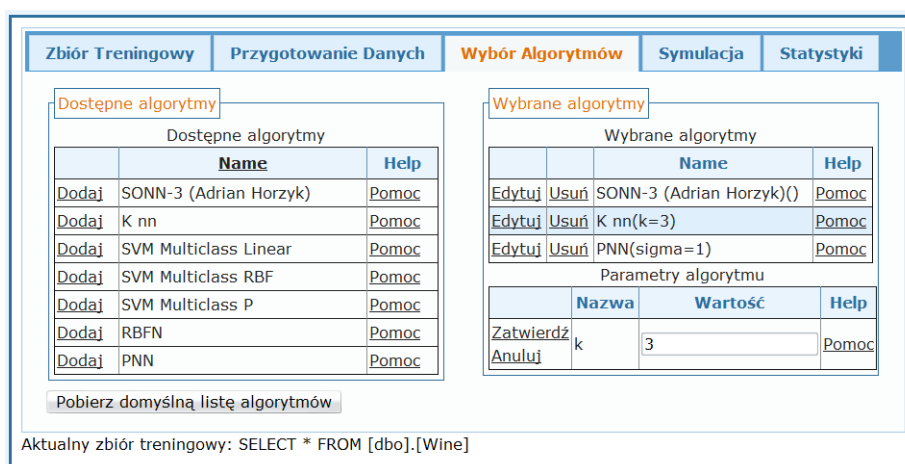 Zbiór Treningowy Przygotowanie Danych Wybór Algorytmów Symulacja Statystyki
Dostępne algorytmy
Dostępne algorytmy
Name Help
Dodaj SONN-3 (Adrian Horzyk) Pomoc
Dodaj K nn Pomoc
Dodaj SVM Multiclass Linear Pomoc
Dodaj SVM Multiclass RBF Pomoc
Dodaj SVM Multiclass P Pomoc
Dodaj RBFN Pomoc
Dodaj PNN Pomoc
Pobierz domyślną listę algorytmów
Wybrane algorytmy
Wybrane algorytmy
Name Help
Edytuj Usuń SONN-3 (Adrian Horzyk)() Pomoc
Edytuj Usuń K nn(k=3) Pomoc
Edytuj Usuń PNN(sigma=1) Pomoc
Parametry algorytmu
Nazwa Wartość Help
Zatwierdź
Anuluj k 3 Pomoc
Aktualny zbiór treningowy: SELECT * FROM [dbo].[Wine]